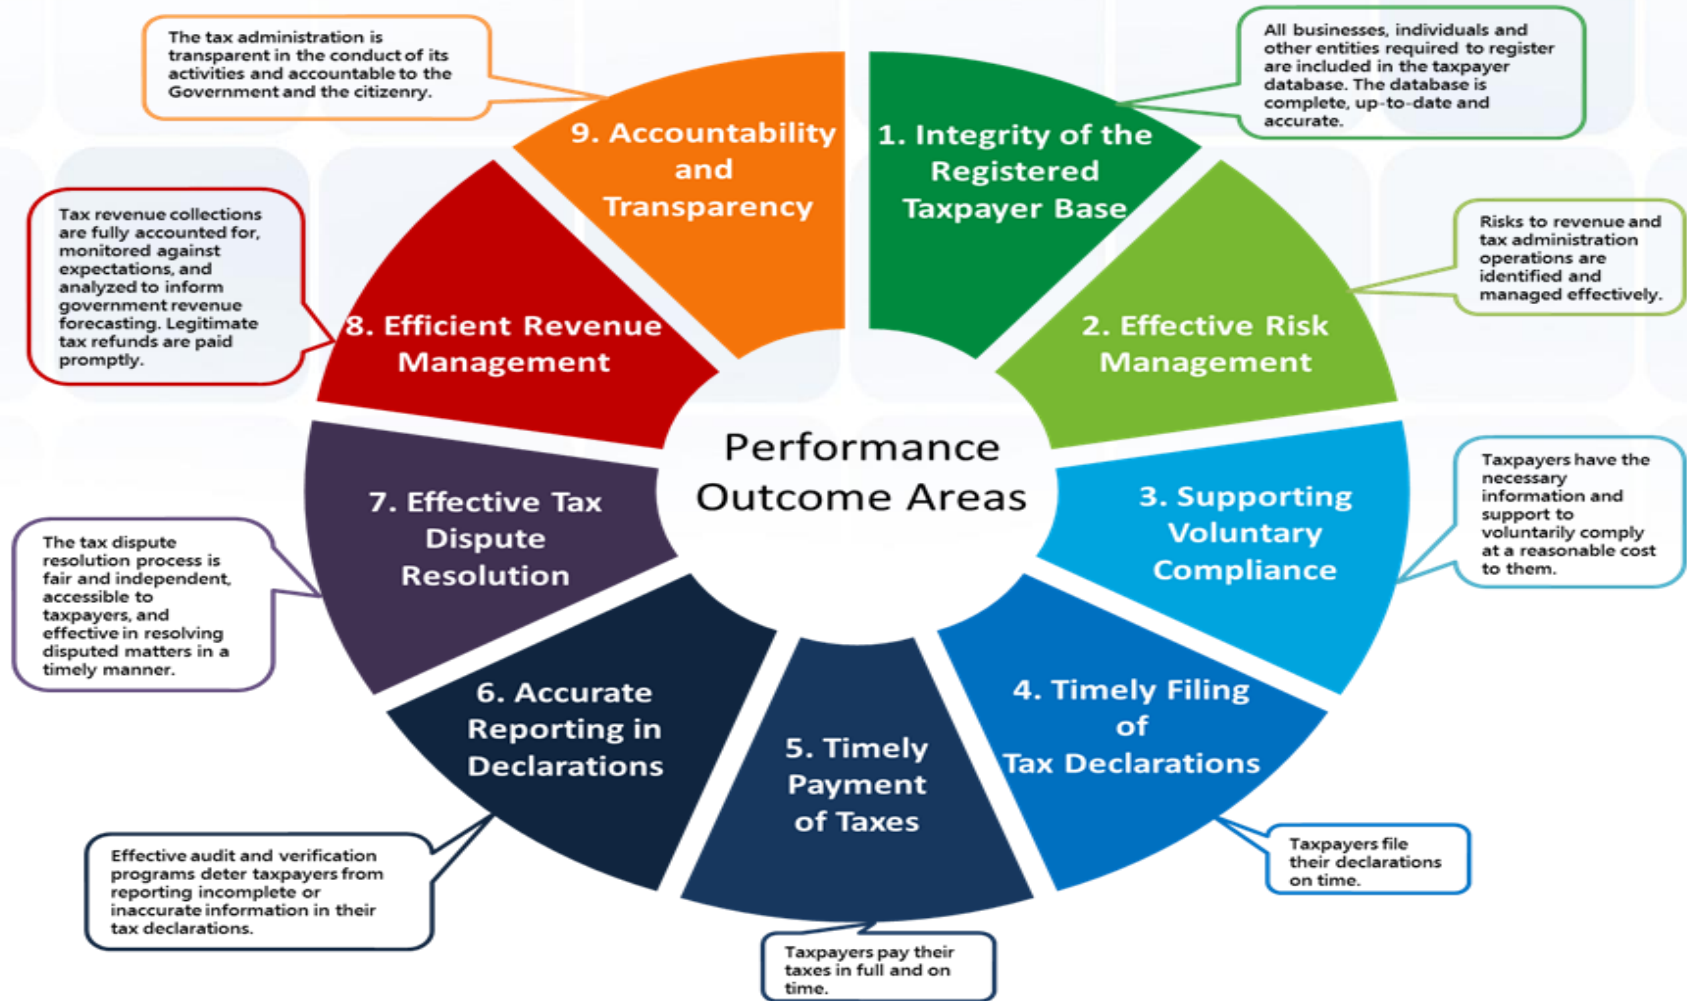 The tax administration is
transparent in the conduct of its
activities and accountable to the
Government and the citizenry.
All businesses, individuals and
other entities required to register
are included in the taxpayer
database. The database is
complete, up-to-date and
accurate.
9. Accountability
and
Transparency
1. Integrity of the
Registered
Taxpayer Base
Tax revenue collections
are fully accounted for,
monitored against
expectations, and
analyzed to inform
government revenue
forecasting. Legitimate
tax refunds are paid
promptly.
Risks to revenue and
tax administration
operations are
identified and
managed effectively.
8. Efficient Revenue
Management
2. Effective Risk
Management
Performance
Outcome Areas
Taxpayers have the
necessary
information and
support to
voluntarily comply
at a reasonable cost
to them.
7. Effective Tax
Dispute
Resolution
3. Supporting
Voluntary
Compliance
The tax dispute
resolution process is
fair and independent,
accessible to
taxpayers, and
effective in resolving
disputed matters in a
timely manner.
6. Accurate
Reporting in
Declarations
4. Timely Filing
of
Tax Declarations
5. Timely
Payment
of Taxes
Effective audit and verification
programs deter taxpayers from
reporting incomplete or
inaccurate information in their
tax declarations.
Taxpayers file
their declarations
on time.
Taxpayers pay their
taxes in full and on
time.